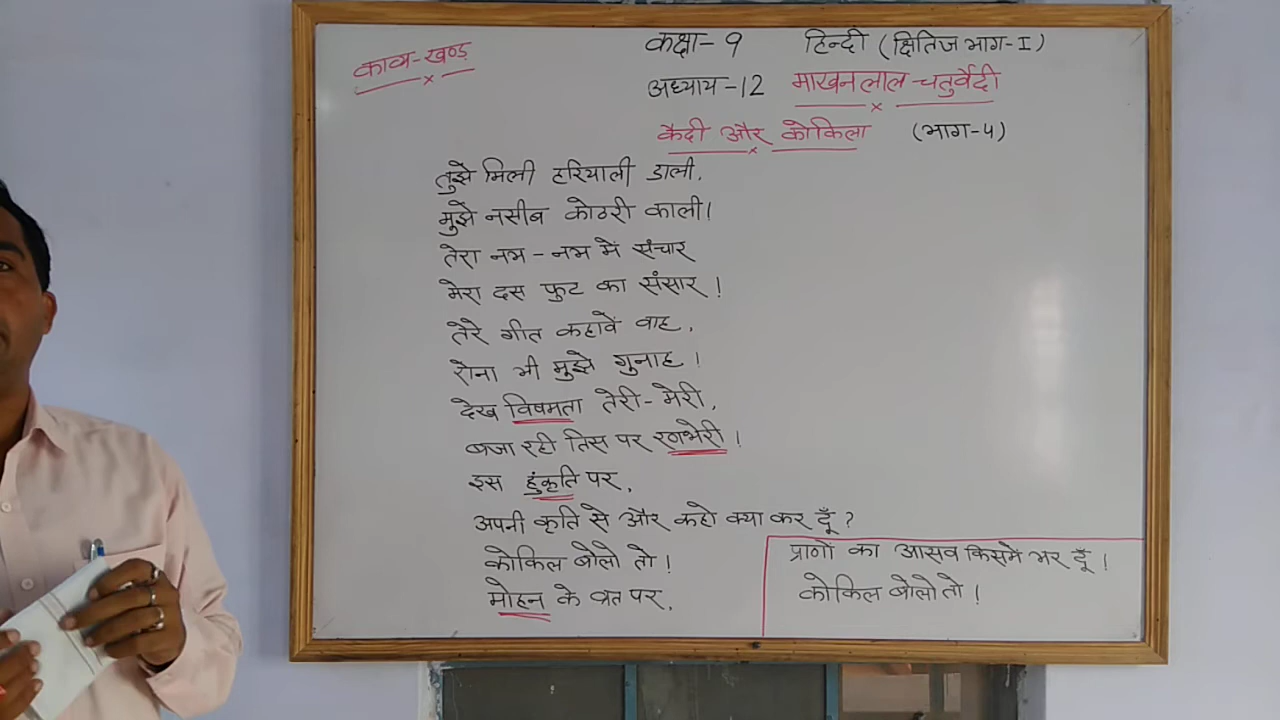 काव्य-खण्ड
कक्षा- 9 हिन्दी (क्षितिज भाग-I)
अध्याय -12 माखनलाल चतुर्वेदी
कैदी और कोकिला (भाग-4)
तुझे मिली हरियाली डाली,
मुझे नसीब कोठरी काली।
तेरा नभ-नभ में संचार
मेरा दस फुट का संसार!
तेरे गीत कहावें वाह,
रोना भी मुझे गुनाह!
देख विषमता तेरी-मेरी,
बजा रही तिस पर रणभेरी!
इस हुंकृति पर,
अपनी कृति से और कहो क्या कर दूँ?
कोकिल बोलो तो!
मोहन के व्रत पर,
प्राणों का आसव किसमें भर दूँ!
कोकिल बोलो तो!